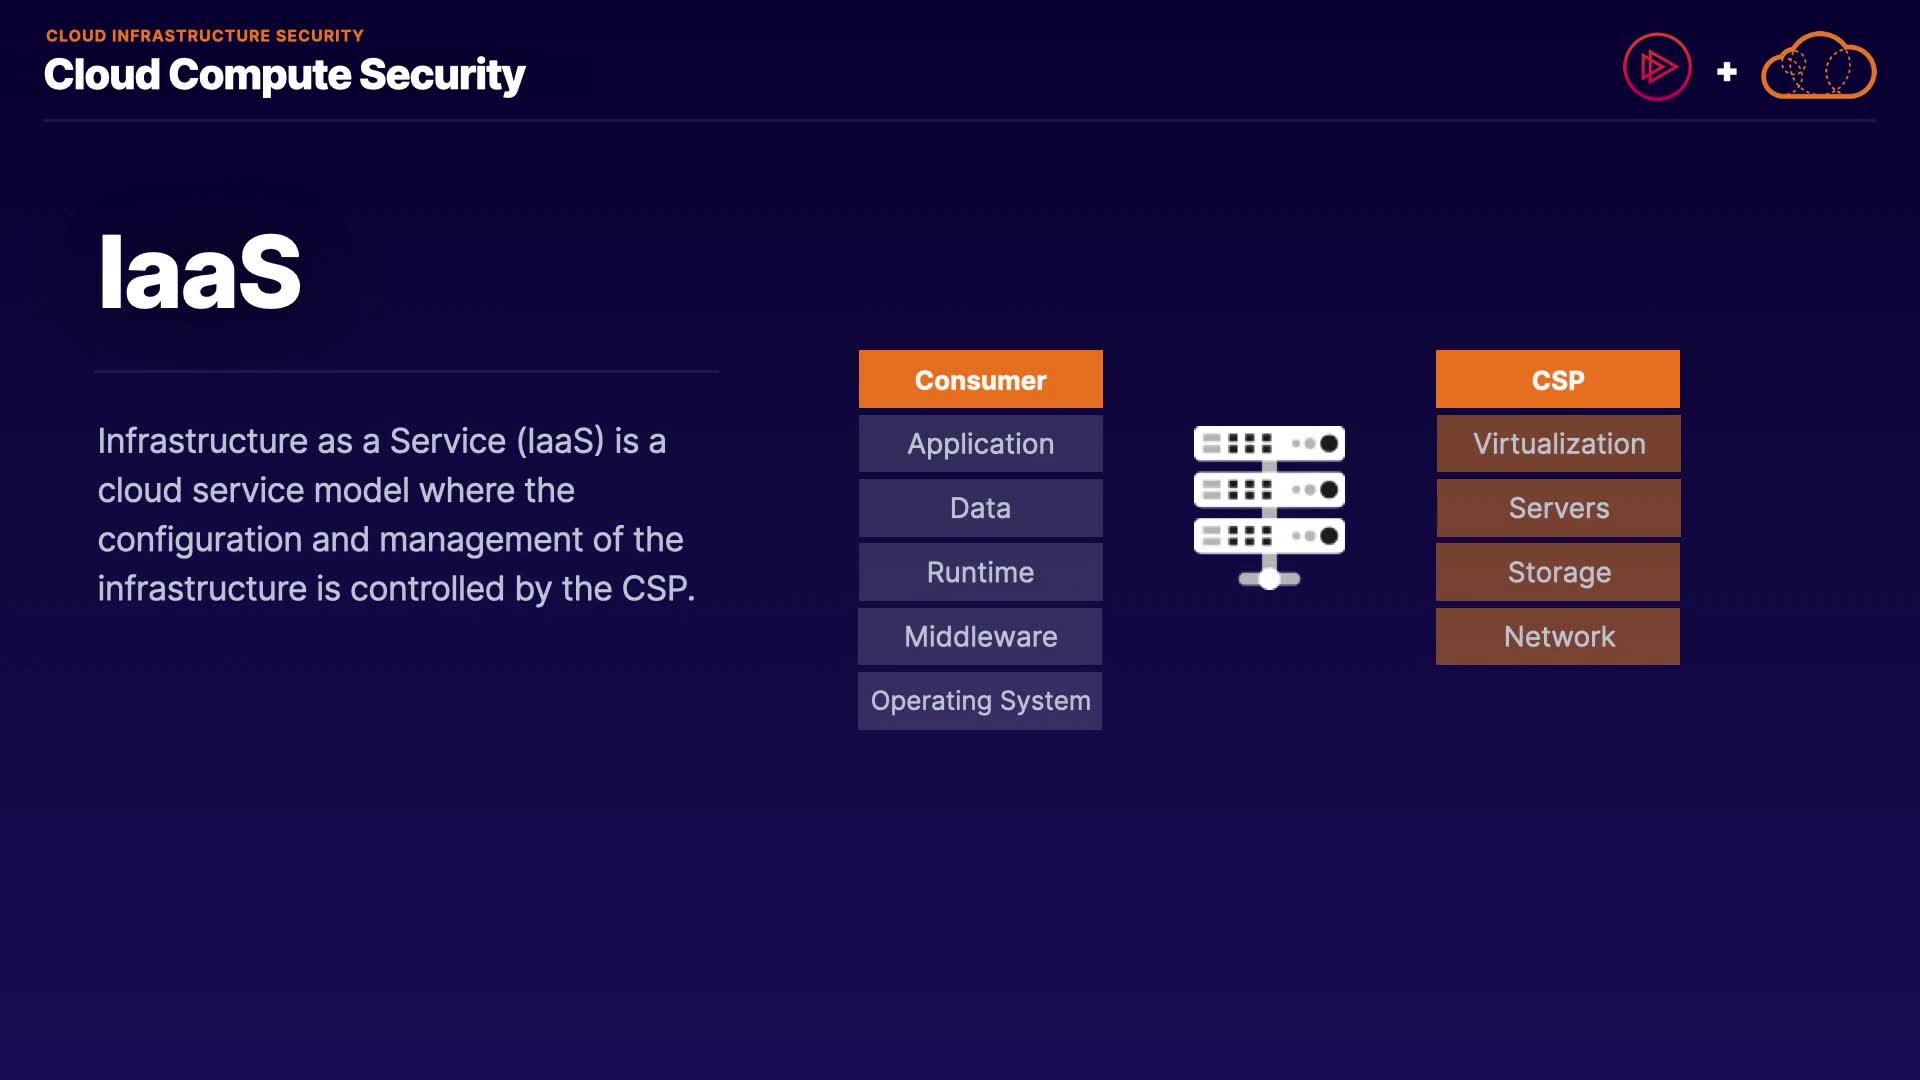 CLOUD INFRASTRUCTURE SECURITY
Cloud Compute Security
IaaS
Infrastructure as a Service (IaaS) is a
cloud service model where the
configuration and management of the
infrastructure is controlled by the CSP.
Consumer
Application
Data
Runtime
Middleware
Operating System
CSP
Virtualization
Servers
Storage
Network